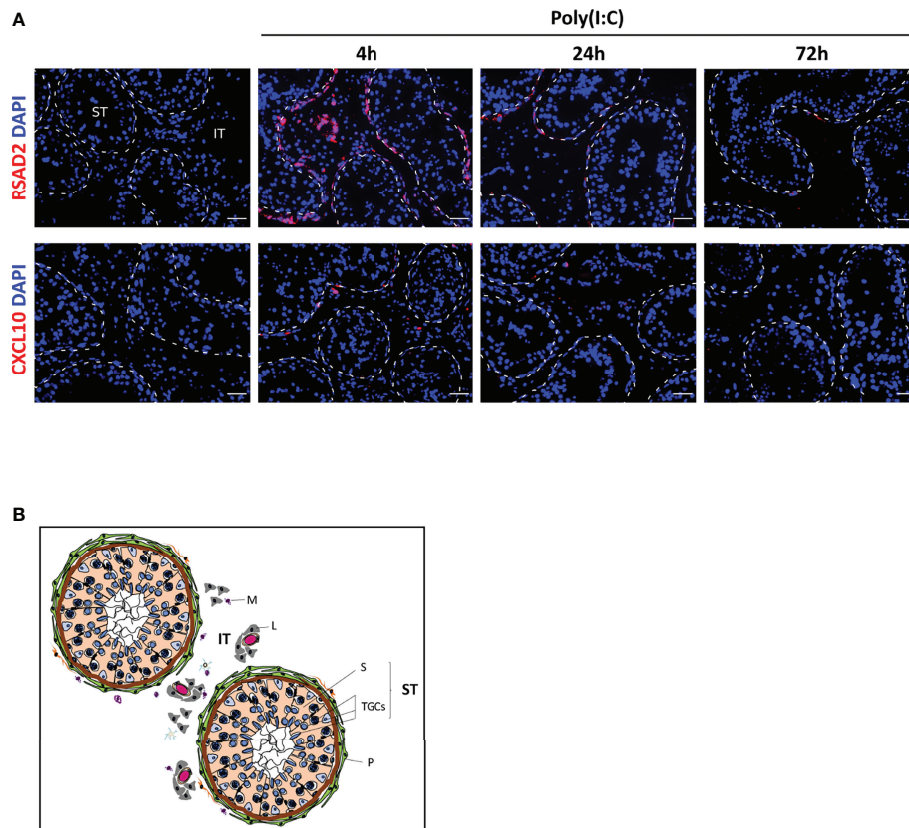 A
Poly(I:C)
4h
24h
72h
RSAD2 DAPI
ST
IT
CXCL10 DAPI
B
M
L
IT
S
ST
TGCs
P